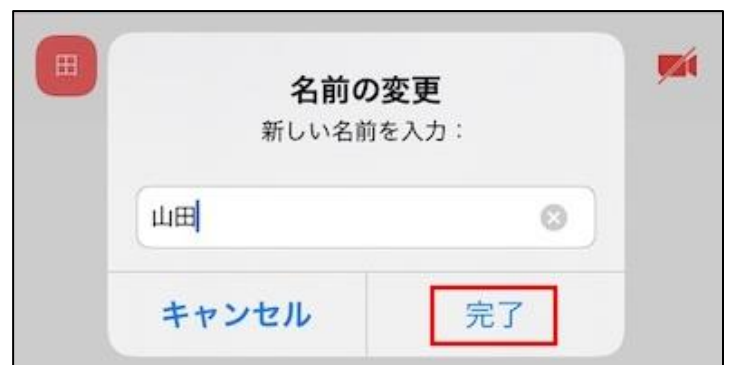 田
名前の変更
新しい名前を入力：
山田
キャンセル
完了